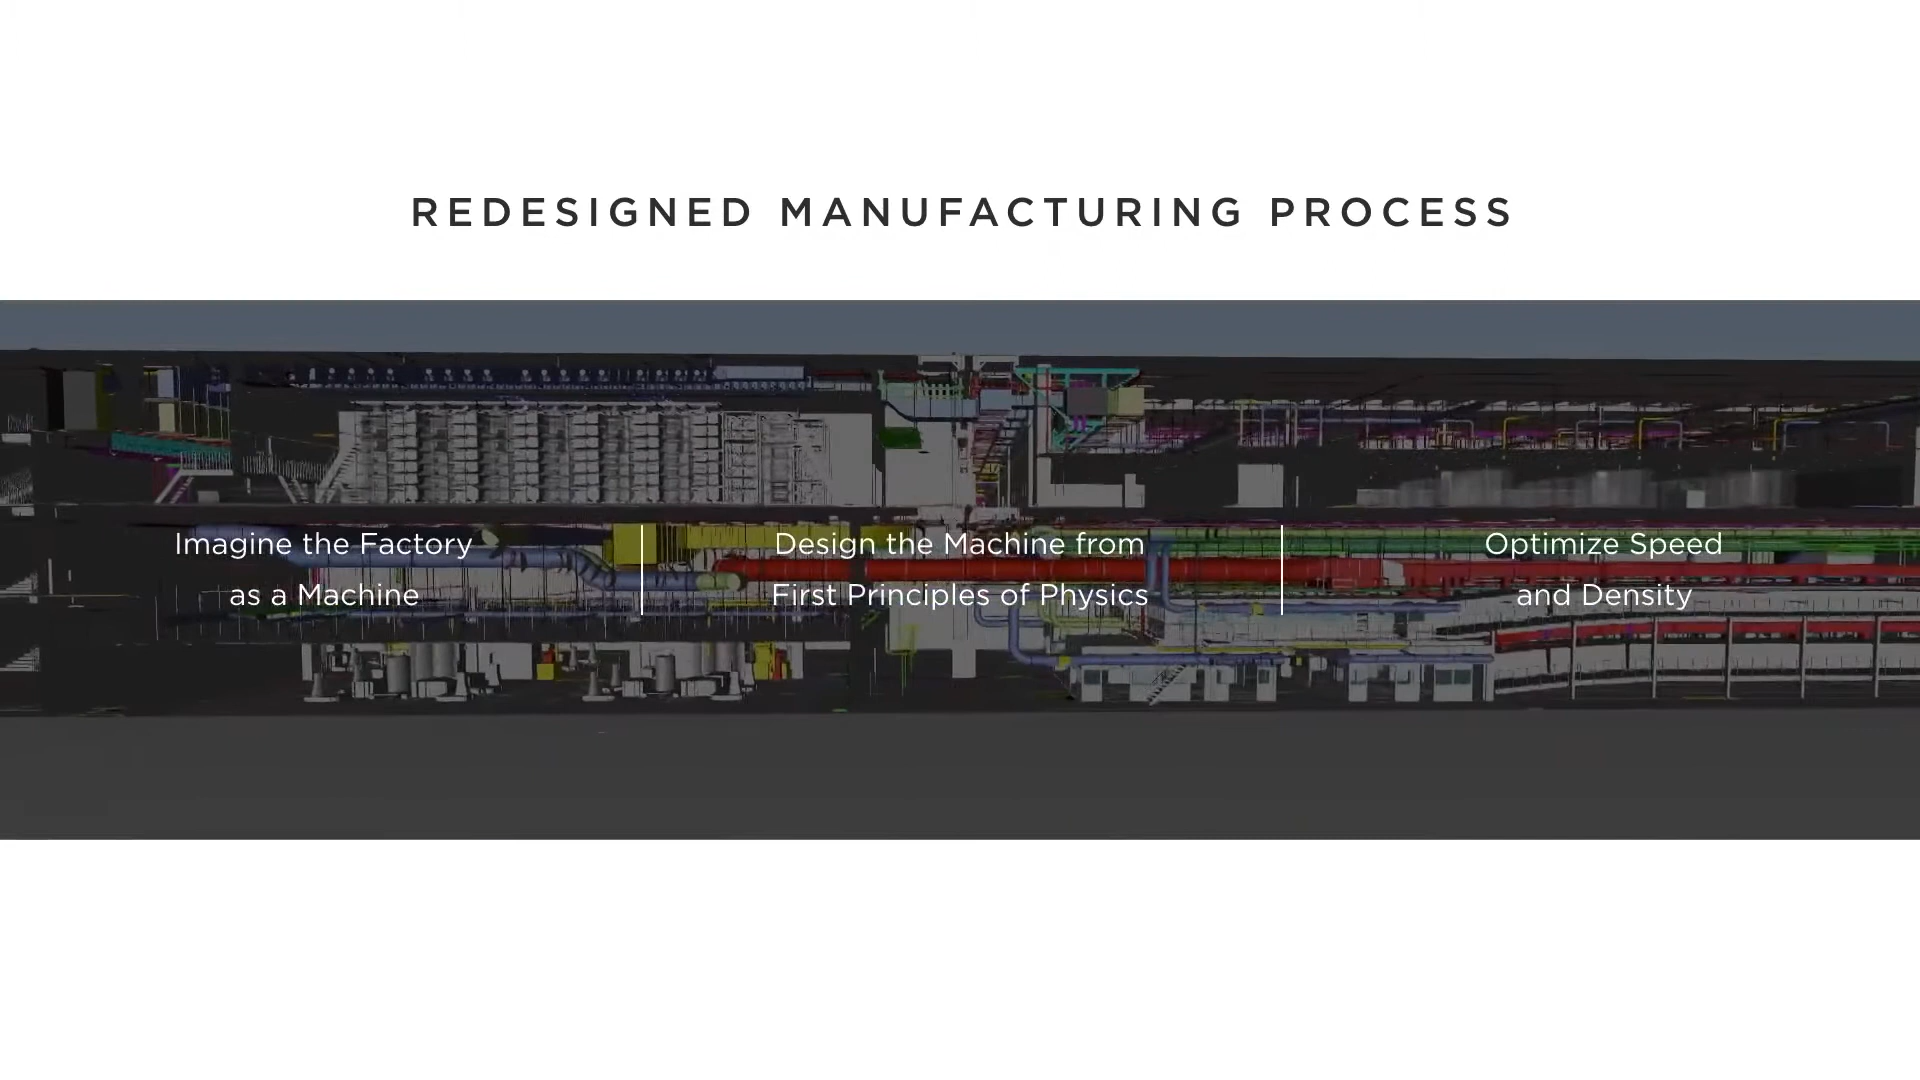 REDESIGNED MANUFACTURING PROCESS
Imagine the Factory
as a Machine
Design the Machine from
First Principles of Physics
Optimize Speed
and Density